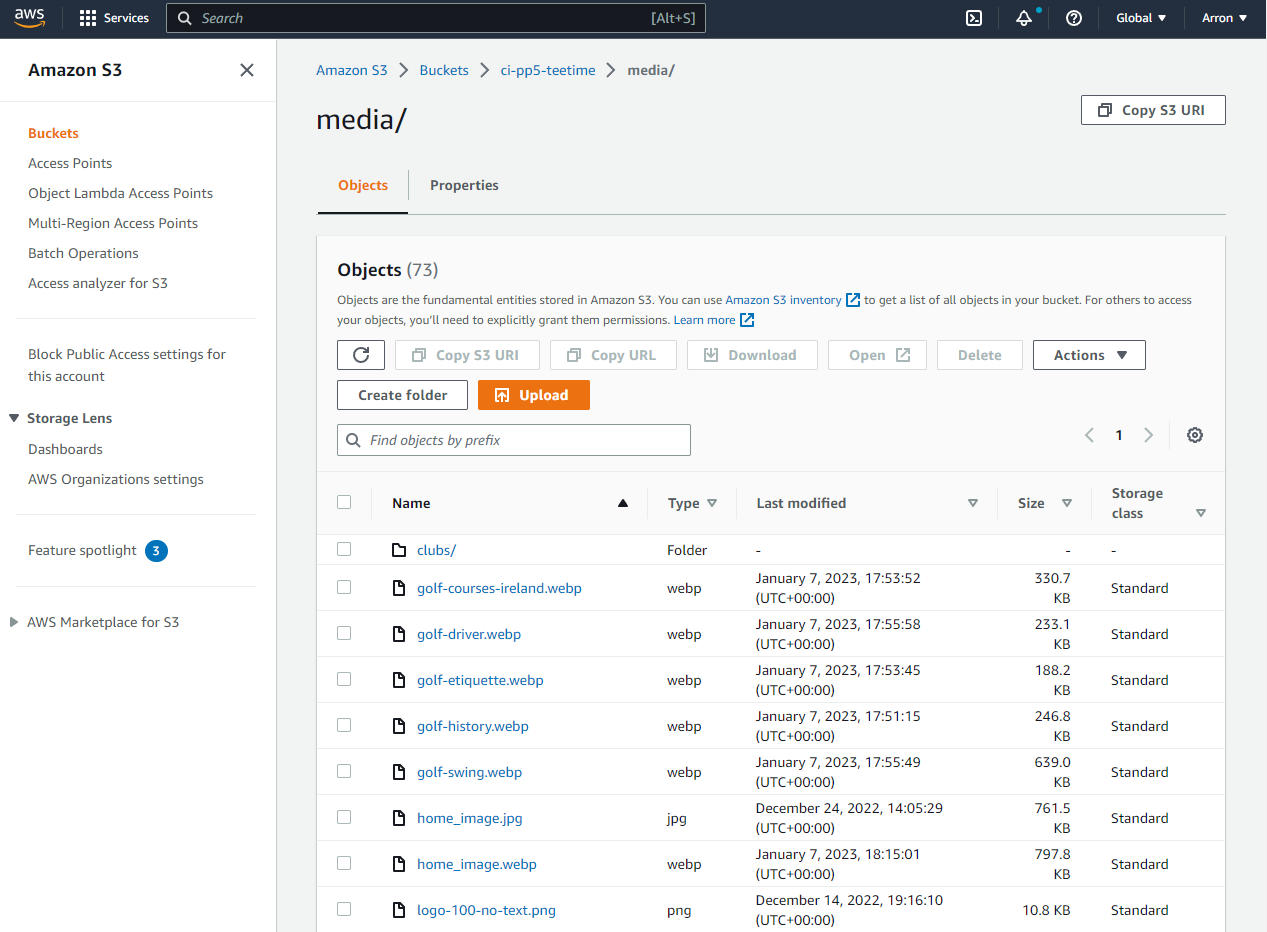 aws
Services
Search
[Alt+S]
Global
Arron
Amazon S3
Buckets
Access Points
Object Lambda Access Points
Multi-Region Access Points
Batch Operations
Access analyzer for S3
Block Public Access settings for
this account
Storage Lens
Dashboards
AWS Organizations settings
Feature spotlight 3
AWS Marketplace for S3
Amazon S3 > Buckets > ci-pp5-teetime > media/
media/
Copy S3 URI
Objects Properties
Objects (73)
Objects are the fundamental entities stored in Amazon S3. You can use Amazon S3 inventory to get a list of all objects in your bucket. For others to access
your objects, you'll need to explicitly grant them permissions. Learn more
Copy S3 URI Copy URL Download Open Delete Actions
Create folder Upload
Find objects by prefix
1
Name Type Last modified Size Storage
class
clubs/ Folder - - -
golf-courses-ireland.webp webp January 7, 2023, 17:53:52 330.7 Standard
(UTC+00:00) KB
golf-driver.webp webp January 7, 2023, 17:55:58 233.1 Standard
(UTC+00:00) KB
golf-etiquette.webp webp January 7, 2023, 17:53:45 188.2 Standard
(UTC+00:00) KB
golf-history.webp webp January 7, 2023, 17:51:15 246.8 Standard
(UTC+00:00) KB
golf-swing.webp webp January 7, 2023, 17:55:49 639.0 Standard
(UTC+00:00) KB
home_image.jpg jpg December 24, 2022, 14:05:29 761.5 Standard
(UTC+00:00) KB
home_image.webp webp January 7, 2023, 18:15:01 797.8 Standard
(UTC+00:00) KB
logo-100-no-text.png png December 14, 2022, 19:16:10 10.8 KB Standard
(UTC+00:00)